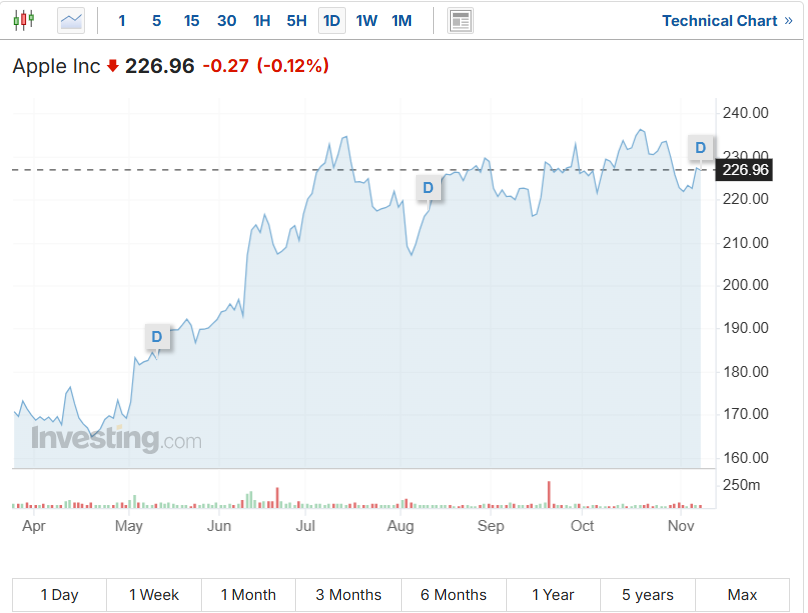 1 5 15 30 1H 5H 1D 1W 1M Technical Chart »
Apple Inc 226.96 -0.27 (-0.12%)
240.00
230.00
D
226.96
D
220.00
210.00
200.00
190.00
D
180.00
170.00
Investing.com
160.00
250m
Apr May Jun Jul Aug Sep Oct Nov
1 Day 1 Week 1 Month 3 Months 6 Months 1 Year 5 years Max